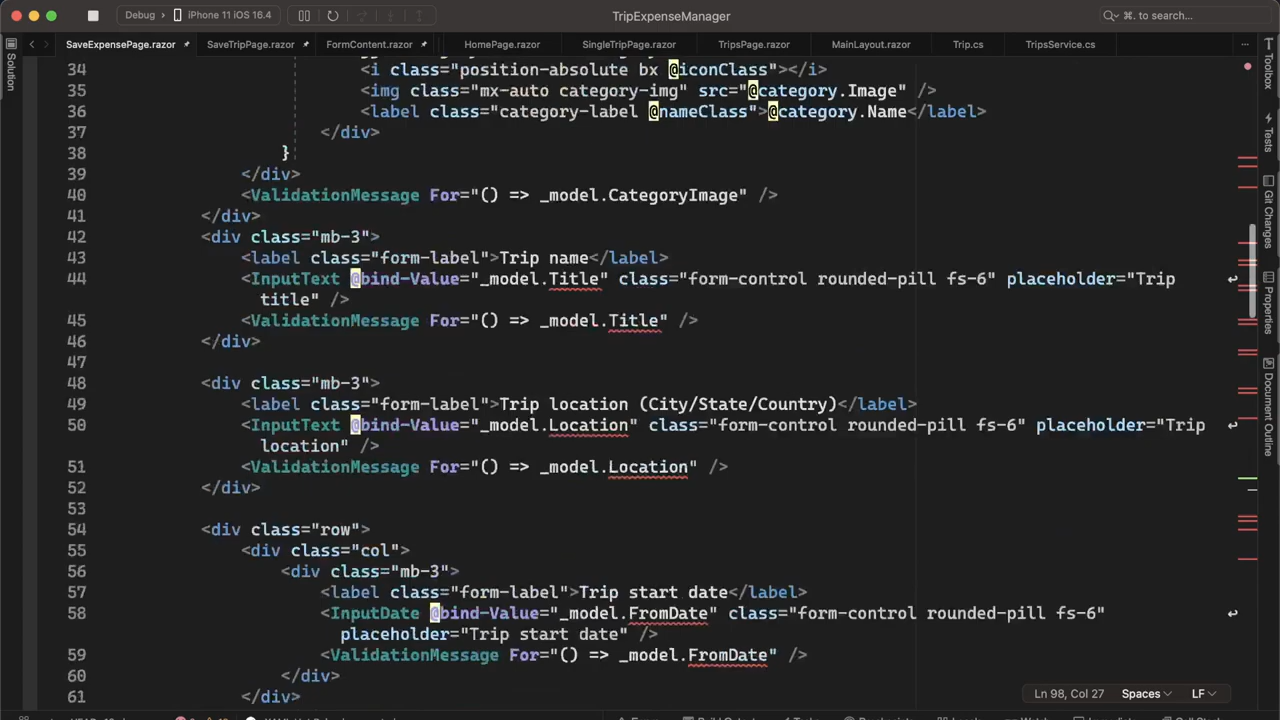 Debug > iPhone 11 iOS 16.4
TripExpenseManager
⌘. to search...
SaveExpensePage.razor
SaveTripPage.razor
FormContent.razor
HomePage.razor
SingleTripPage.razor
TripsPage.razor
MainLayout.razor
Trip.cs
TripsService.cs
...
Solution
Toolbox
Tests
Git Changes
Properties
Document Outline
34 <i class="position-absolute bx @iconClass"></i>
35 <img class="mx-auto category-img" src="@category.Image" />
36 <label class="category-label @nameClass">@category.Name</label>
37 </div>
38 }
39 </div>
40 <ValidationMessage For="() => _model.CategoryImage" />
41 </div>
42 <div class="mb-3">
43 <label class="form-label">Trip name</label>
44 <InputText @bind-Value="_model.Title" class="form-control rounded-pill fs-6" placeholder="Trip
title" />
45 <ValidationMessage For="() => _model.Title" />
46 </div>
47
48 <div class="mb-3">
49 <label class="form-label">Trip location (City/State/Country)</label>
50 <InputText @bind-Value="_model.Location" class="form-control rounded-pill fs-6" placeholder="Trip
location" />
51 <ValidationMessage For="() => _model.Location" />
52 </div>
53
54 <div class="row">
55 <div class="col">
56 <div class="mb-3">
57 <label class="form-label">Trip start date</label>
58 <InputDate @bind-Value="_model.FromDate" class="form-control rounded-pill fs-6"
placeholder="Trip start date" />
59 <ValidationMessage For="() => _model.FromDate" />
60 </div>
61 </div>
Ln 98, Col 27 Spaces LF